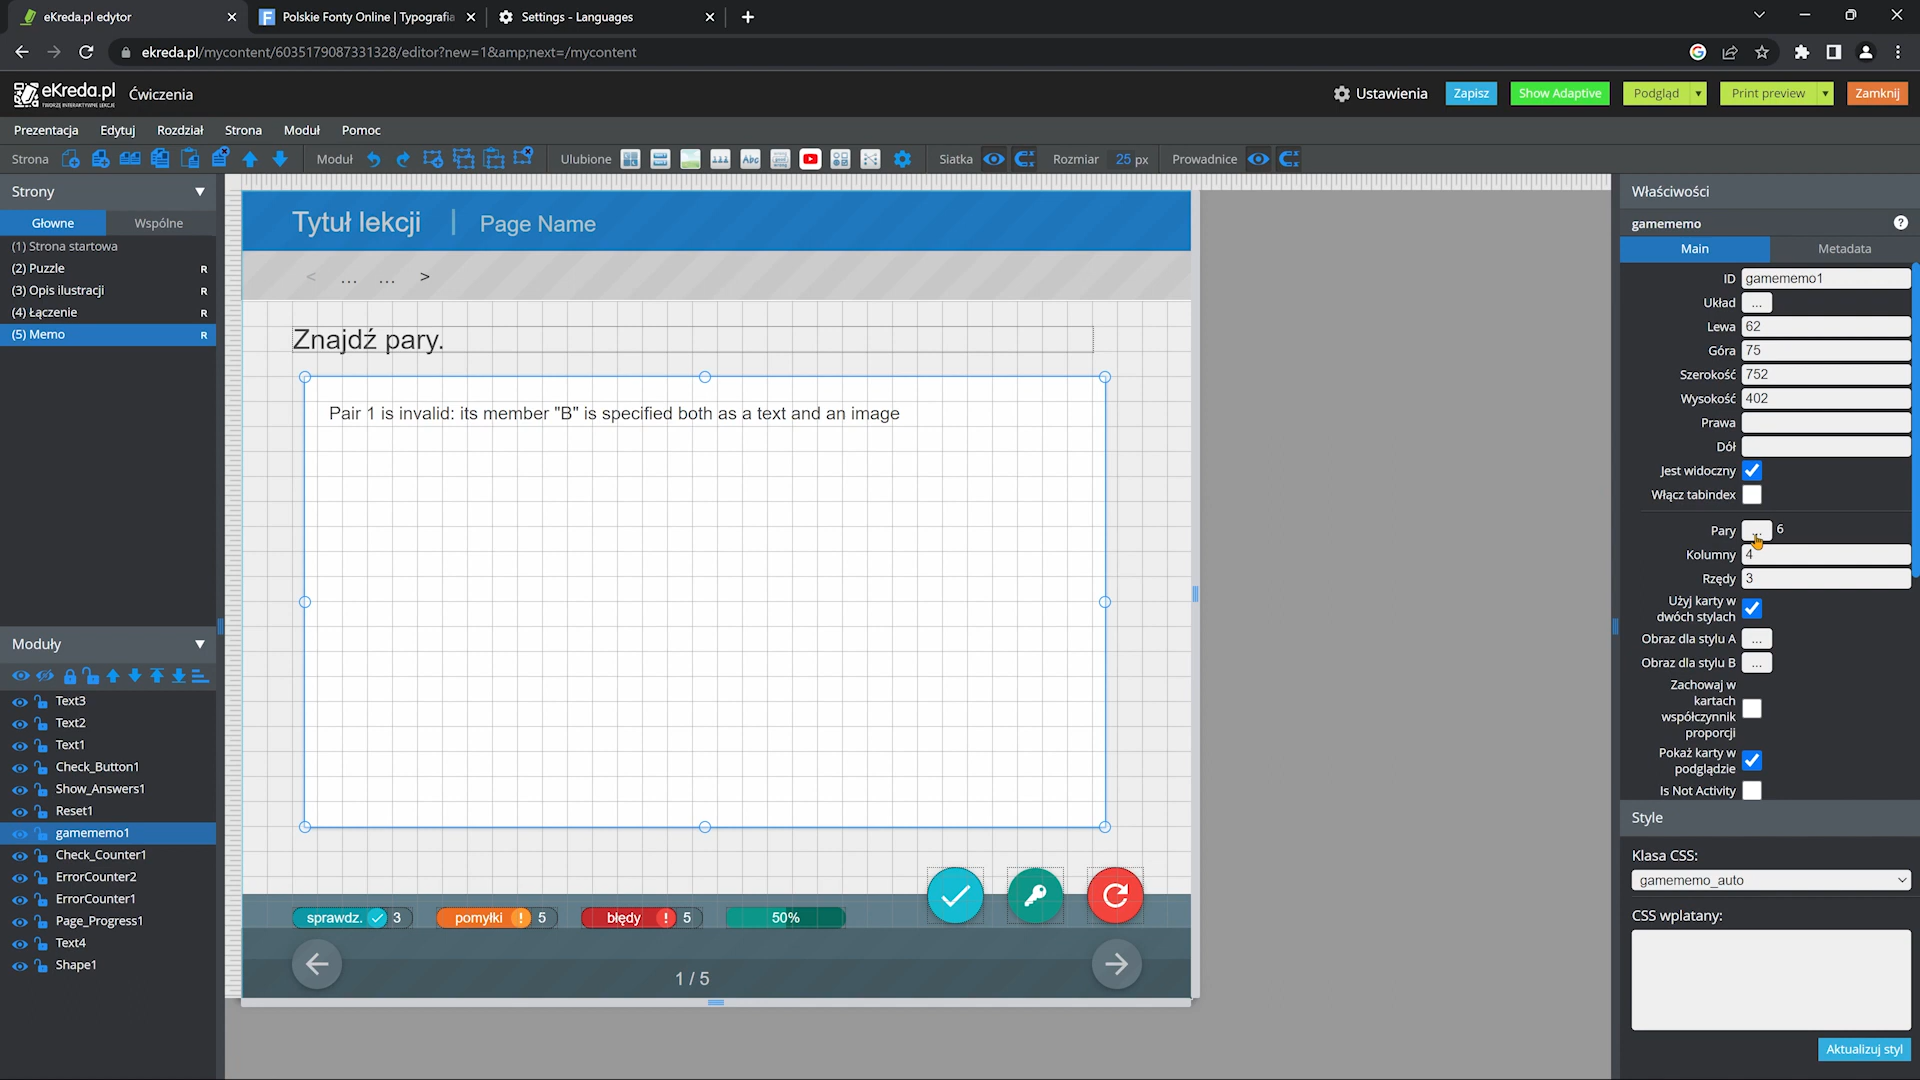 eKreda.pl edytor
Polskie Fonty Online | Typografia
Settings - Languages
ekreda.pl/mycontent/6035179087331328/editor?new=1&amp;next=/mycontent
eKreda.pl
TWORZĘ INTERAKTYWNE LEKCJE
Ćwiczenia
Ustawienia
Zapisz
Show Adaptive
Podgląd
Print preview
Zamknij
Prezentacja Edytuj Rozdział Strona Moduł Pomoc
Strona
Moduł
Ulubione
Abc
Siatka
Rozmiar 25 px
Prowadnice
Strony
Głowne Wspólne
(1) Strona startowa
(2) Puzzle R
(3) Opis ilustracji R
(4) Łączenie R
(5) Memo R
Moduły
Text3
Text2
Text1
Check_Button1
Show_Answers1
Reset1
gamememo1
Check_Counter1
ErrorCounter2
ErrorCounter1
Page_Progress1
Text4
Shape1
Tytuł lekcji | Page Name
< ... ... >
Znajdź pary.
Pair 1 is invalid: its member "B" is specified both as a text and an image
sprawdz. 3
pomyłki ! 5
błędy ! 5
50%
1 / 5
Właściwości
gamememo ?
Main Metadata
ID gamememo1
Układ ...
Lewa 62
Góra 75
Szerokość 752
Wysokość 402
Prawa
Dół
Jest widoczny
Włącz tabindex
Pary ... 6
Kolumny 4
Rzędy 3
Użyj karty w
dwóch stylach
Obraz dla stylu A ...
Obraz dla stylu B ...
Zachowaj w
kartach
współczynnik
proporcji
Pokaż karty w
podglądzie
Is Not Activity
Style
Klasa CSS:
gamememo_auto
CSS wplatany:
Aktualizuj styl